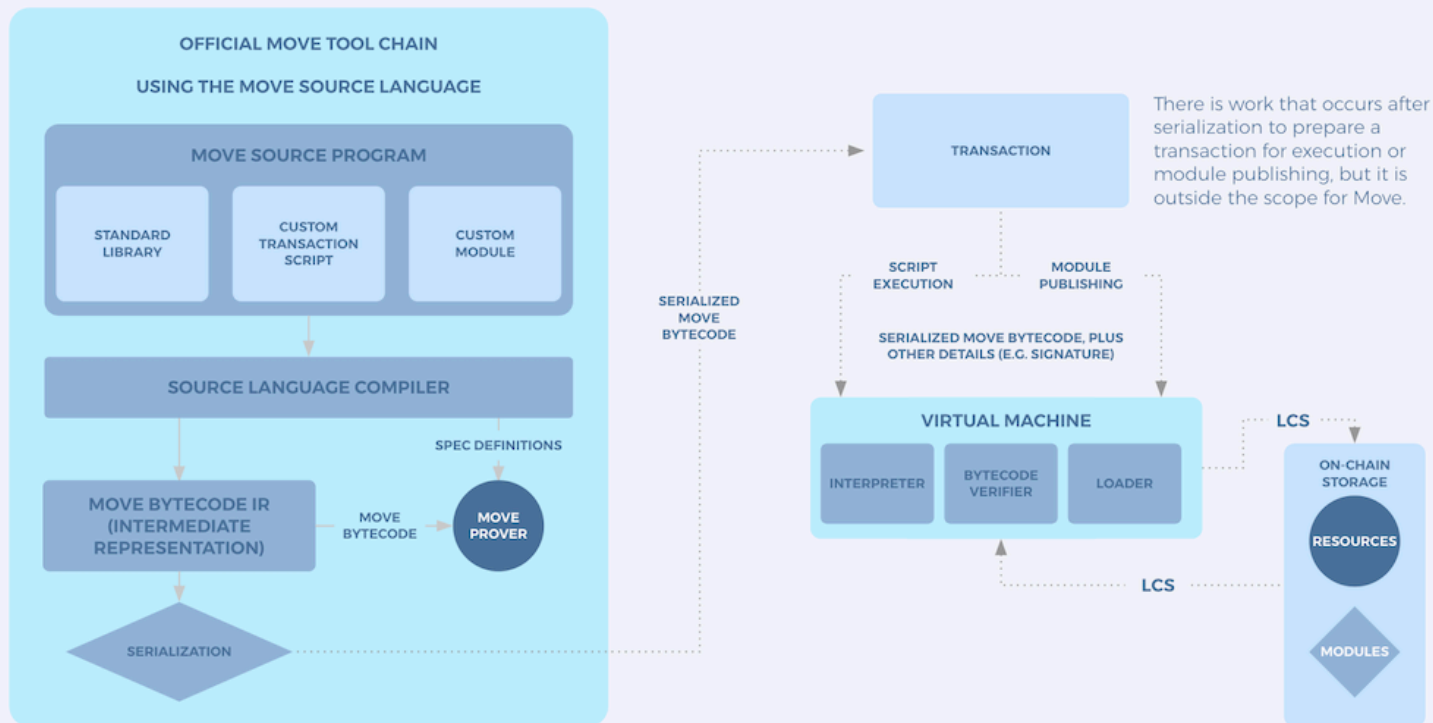 OFFICIAL MOVE TOOL CHAIN
USING THE MOVE SOURCE LANGUAGE
MOVE SOURCE PROGRAM
STANDARD
LIBRARY
CUSTOM
TRANSACTION
SCRIPT
CUSTOM
MODULE
SOURCE LANGUAGE COMPILER
SPEC DEFINITIONS
MOVE BYTECODE IR
(INTERMEDIATE
REPRESENTATION)
MOVE
BYTECODE
MOVE
PROVER
SERIALIZATION
SERIALIZED
MOVE
BYTECODE
TRANSACTION
There is work that occurs after
serialization to prepare a
transaction for execution or
module publishing, but it is
outside the scope for Move.
SCRIPT
EXECUTION
MODULE
PUBLISHING
SERIALIZED MOVE BYTECODE, PLUS
OTHER DETAILS (E.G. SIGNATURE)
VIRTUAL MACHINE
INTERPRETER
BYTECODE
VERIFIER
LOADER
LCS
ON-CHAIN
STORAGE
RESOURCES
LCS
MODULES